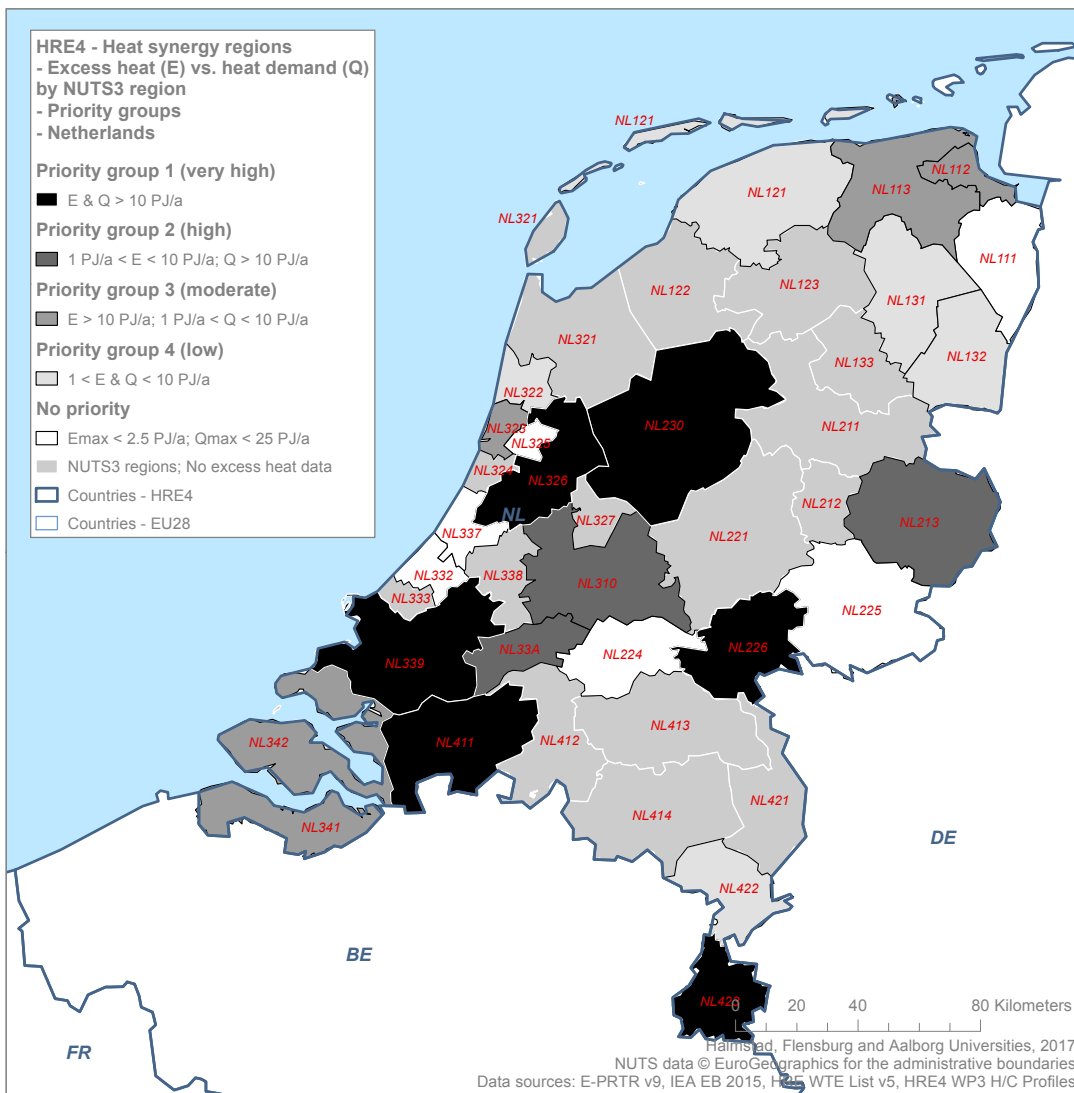 HRE4 - Heat synergy regions
- Excess heat (E) vs. heat demand (Q)
by NUTS3 region
- Priority groups
- Netherlands
Priority group 1 (very high)
E & Q > 10 PJ/a
Priority group 2 (high)
1 PJ/a < E < 10 PJ/a; Q > 10 PJ/a
Priority group 3 (moderate)
E > 10 PJ/a; 1 PJ/a < Q < 10 PJ/a
Priority group 4 (low)
1 < E & Q < 10 PJ/a
No priority
Emax < 2.5 PJ/a; Qmax < 25 PJ/a
NUTS3 regions; No excess heat data
Countries - HRE4
Countries - EU28
NL121
NL121
NL113
NL112
NL321
NL111
NL122
NL123
NL131
NL321
NL133
NL132
NL322
NL323
NL325
NL230
NL211
NL324
NL326
NL212
NL
NL327
NL213
NL337
NL221
NL332
NL338
NL310
NL333
NL225
NL339
NL33A
NL224
NL226
NL342
NL411
NL412
NL413
NL421
NL341
NL414
DE
NL422
BE
NL423
0 20 40 80 Kilometers
FR
Halmstad, Flensburg and Aalborg Universities, 2017
NUTS data © EuroGeographics for the administrative boundaries
Data sources: E-PRTR v9, IEA EB 2015, HRE WTE List v5, HRE4 WP3 H/C Profiles